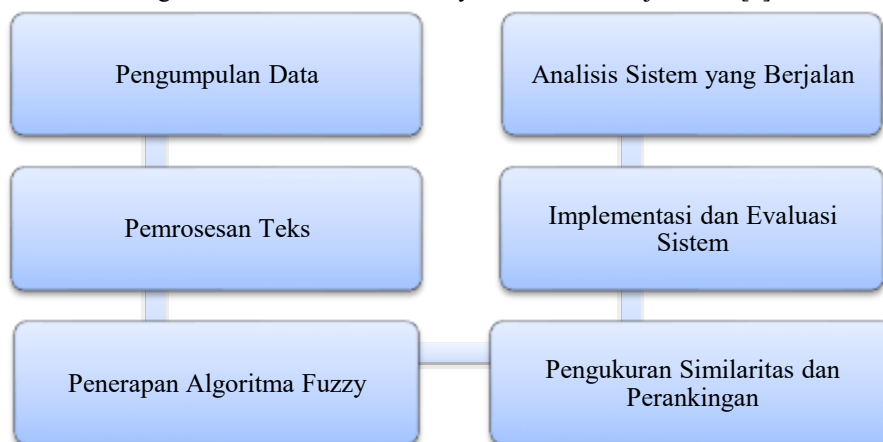 Pengumpulan Data
Pemrosesan Teks
Penerapan Algoritma Fuzzy
Pengukuran Similaritas dan
Perankingan
Implementasi dan Evaluasi
Sistem
Analisis Sistem yang Berjalan